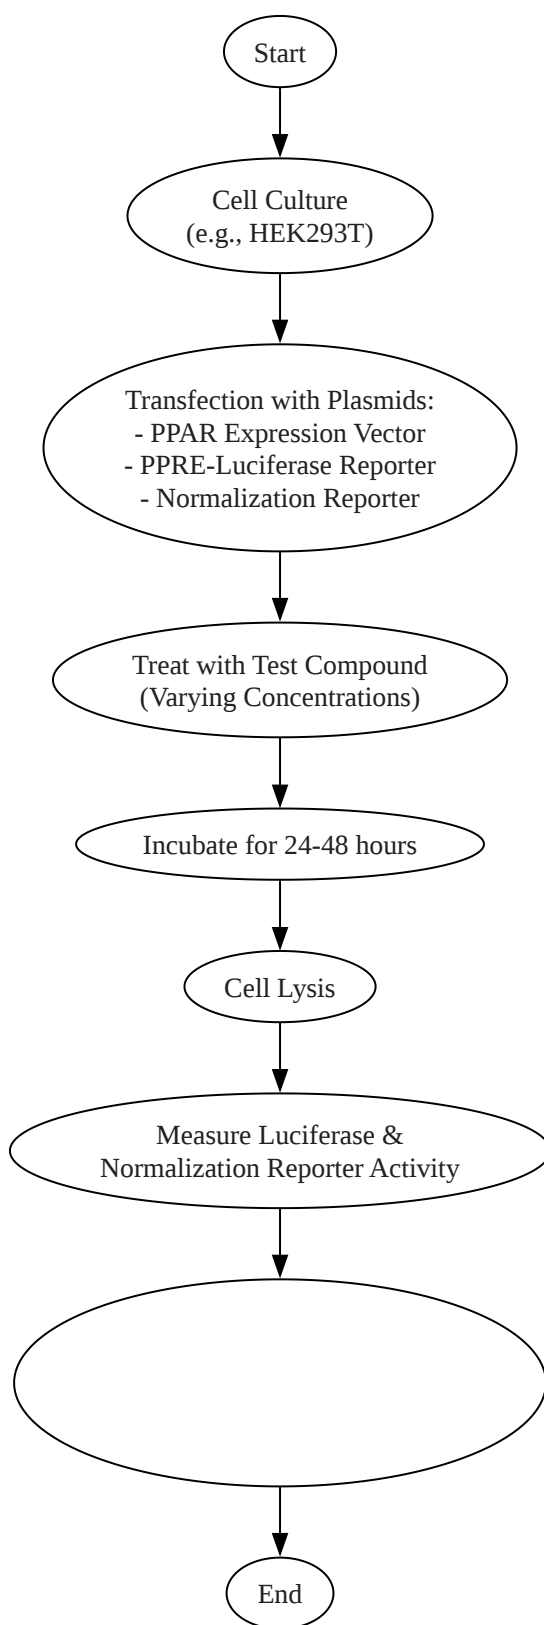 Start
Cell Culture
(e.g., HEK293T)
Transfection with Plasmids:
- PPAR Expression Vector
- PPRE-Luciferase Reporter
- Normalization Reporter
Treat with Test Compound
(Varying Concentrations)
Incubate for 24-48 hours
Cell Lysis
Measure Luciferase &
Normalization Reporter Activity
End